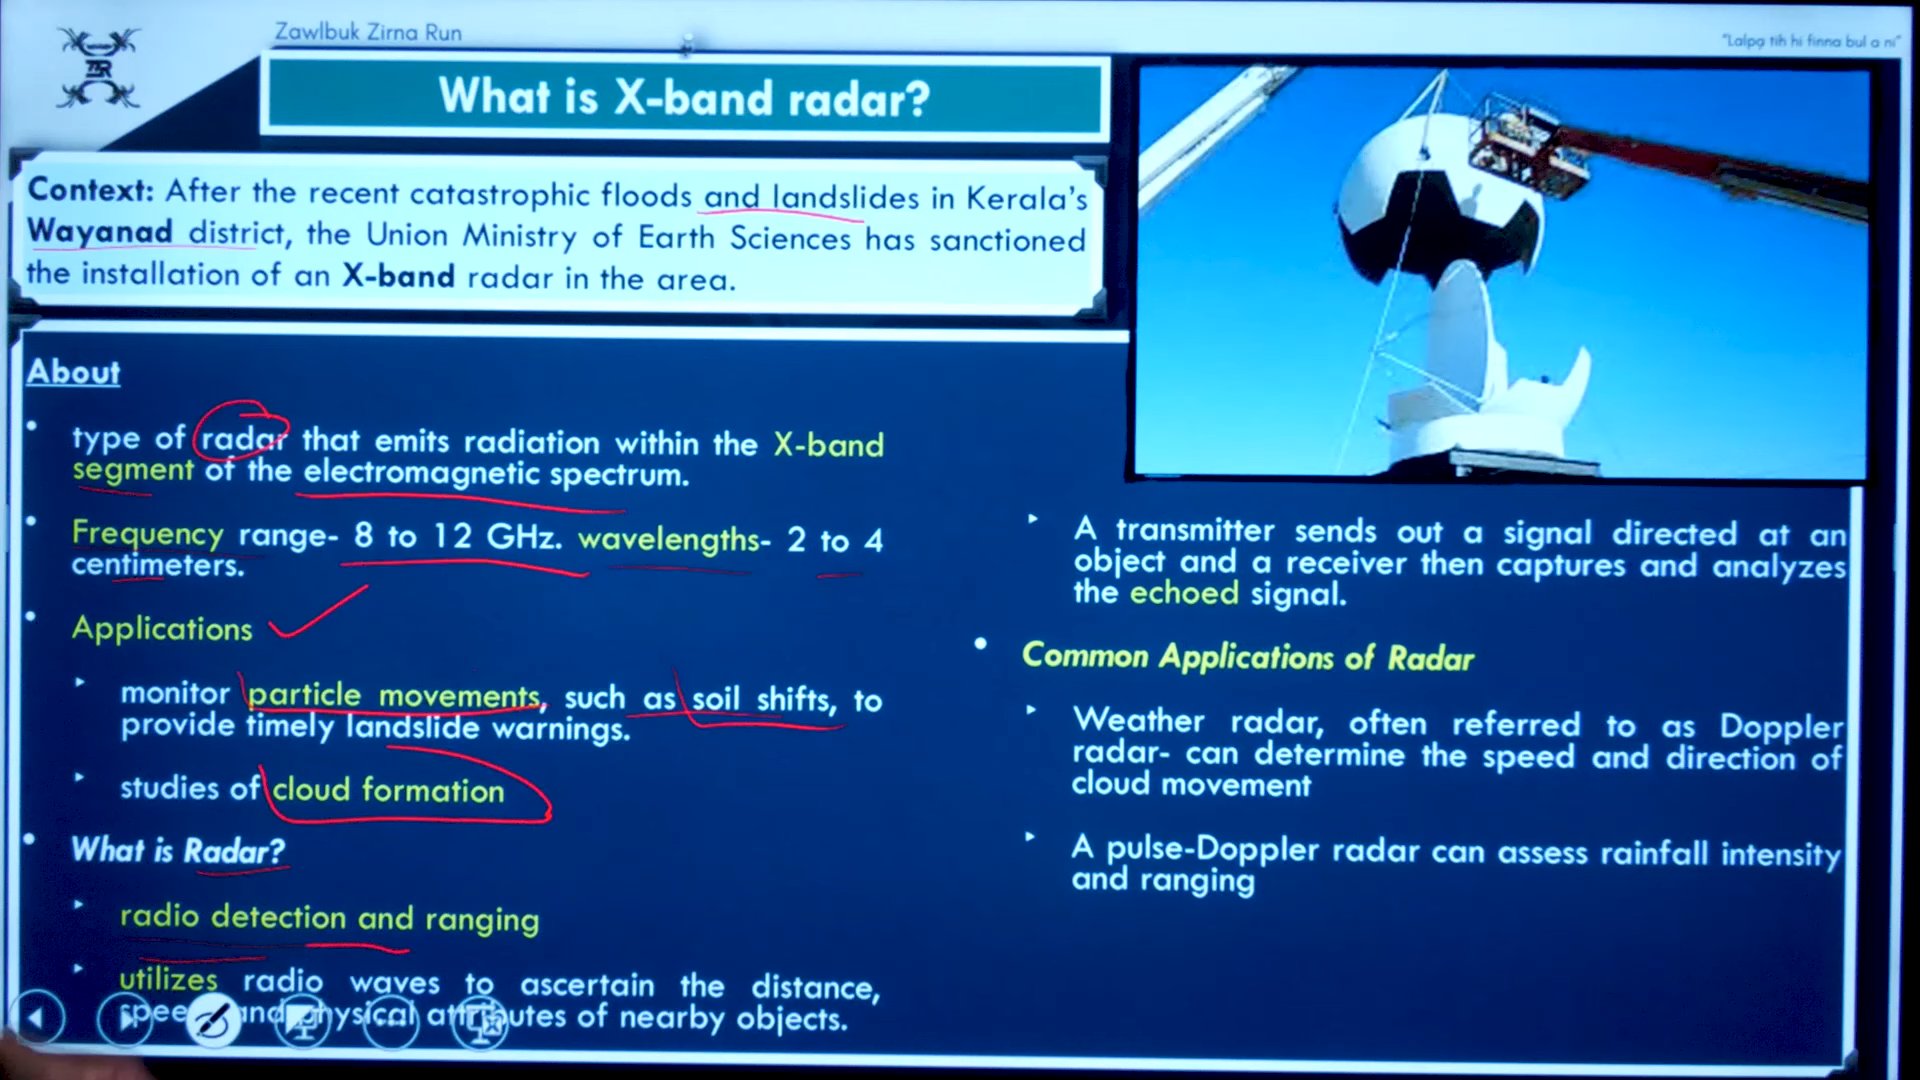 Zawlbuk Zirna Run
"Lalpa tih hi finna bul a ni"
ZR
What is X-band radar?
Context: After the recent catastrophic floods and landslides in Kerala's
Wayanad district, the Union Ministry of Earth Sciences has sanctioned
the installation of an X-band radar in the area.
About
• type of radar that emits radiation within the X-band
segment of the electromagnetic spectrum.
• Frequency range- 8 to 12 GHz. wavelengths- 2 to 4
centimeters.
• Applications
‣ monitor particle movements, such as soil shifts, to
provide timely landslide warnings.
‣ studies of cloud formation
• What is Radar?
‣ radio detection and ranging
‣ utilizes radio waves to ascertain the distance,
speed and physical attributes of nearby objects.
‣ A transmitter sends out a signal directed at an
object and a receiver then captures and analyzes
the echoed signal.
• Common Applications of Radar
‣ Weather radar, often referred to as Doppler
radar- can determine the speed and direction of
cloud movement
‣ A pulse-Doppler radar can assess rainfall intensity
and ranging